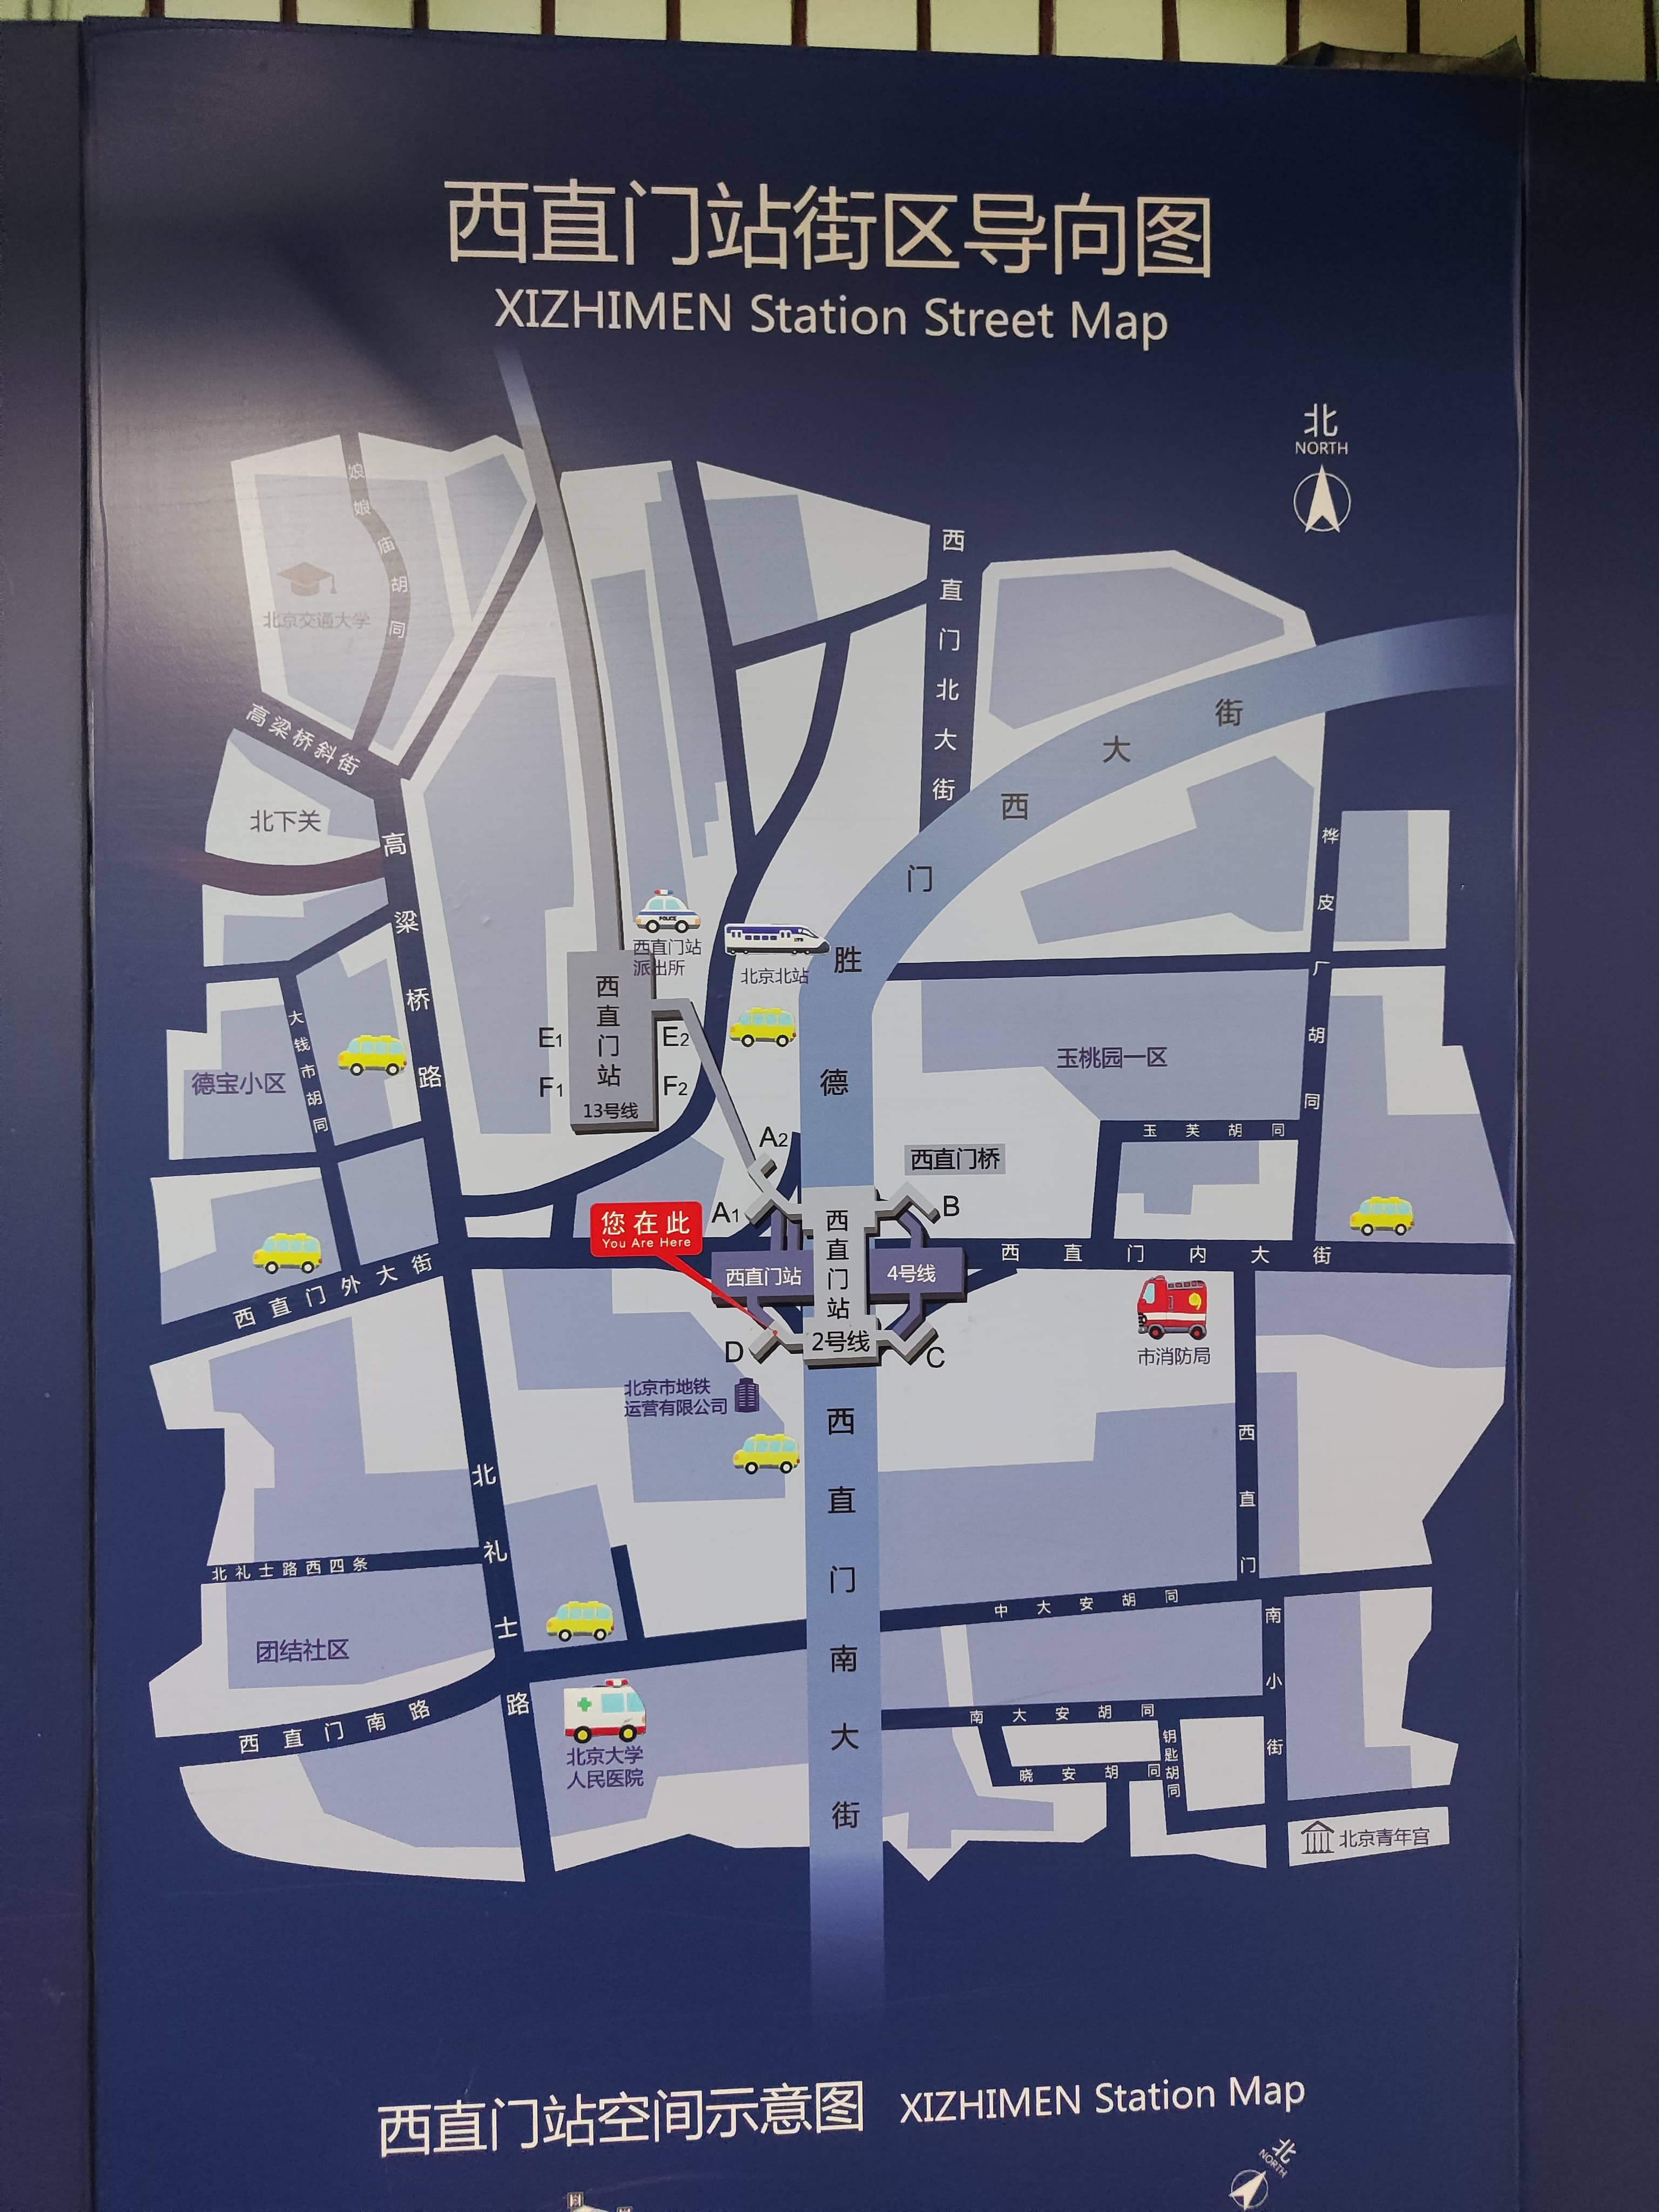 西直门站街区导向图
XIZHIMEN Station Street Map
北
NORTH
娘娘庙胡同
北京交通大学
西直门北大街
高梁桥斜街
北下关
高梁桥路
德胜门西大街
桦皮厂胡同
POLICE
西直门站
派出所
北京北站
西直门站
13号线
E1
E2
F1
F2
大钱市胡同
德宝小区
玉桃园一区
玉芙胡同
西直门桥
A2
A1
B
您在此
You Are Here
西直门站
4号线
西直门站
2号线
D
C
西直门内大街
西直门外大街
市消防局
北京市地铁
运营有限公司
西直门南大街
西直门南小街
北礼士路
北礼士路西四条
中大安胡同
团结社区
西直门南路
北京大学
人民医院
南大安胡同
钥匙胡同
晓安胡同
北京青年宫
西直门站空间示意图 XIZHIMEN Station Map
北
NORTH